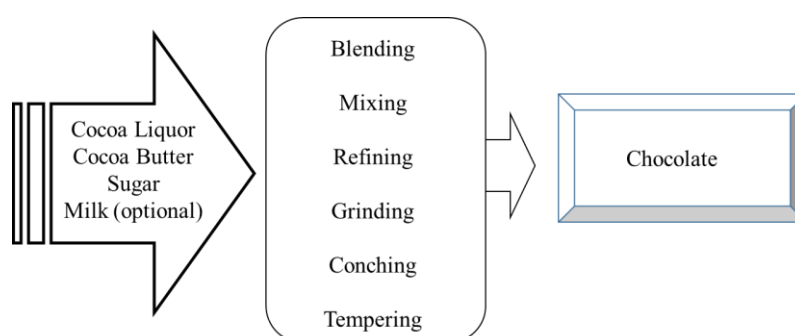 Cocoa Liquor
Cocoa Butter
Sugar
Milk (optional)
Blending
Mixing
Refining
Grinding
Conching
Tempering
Chocolate